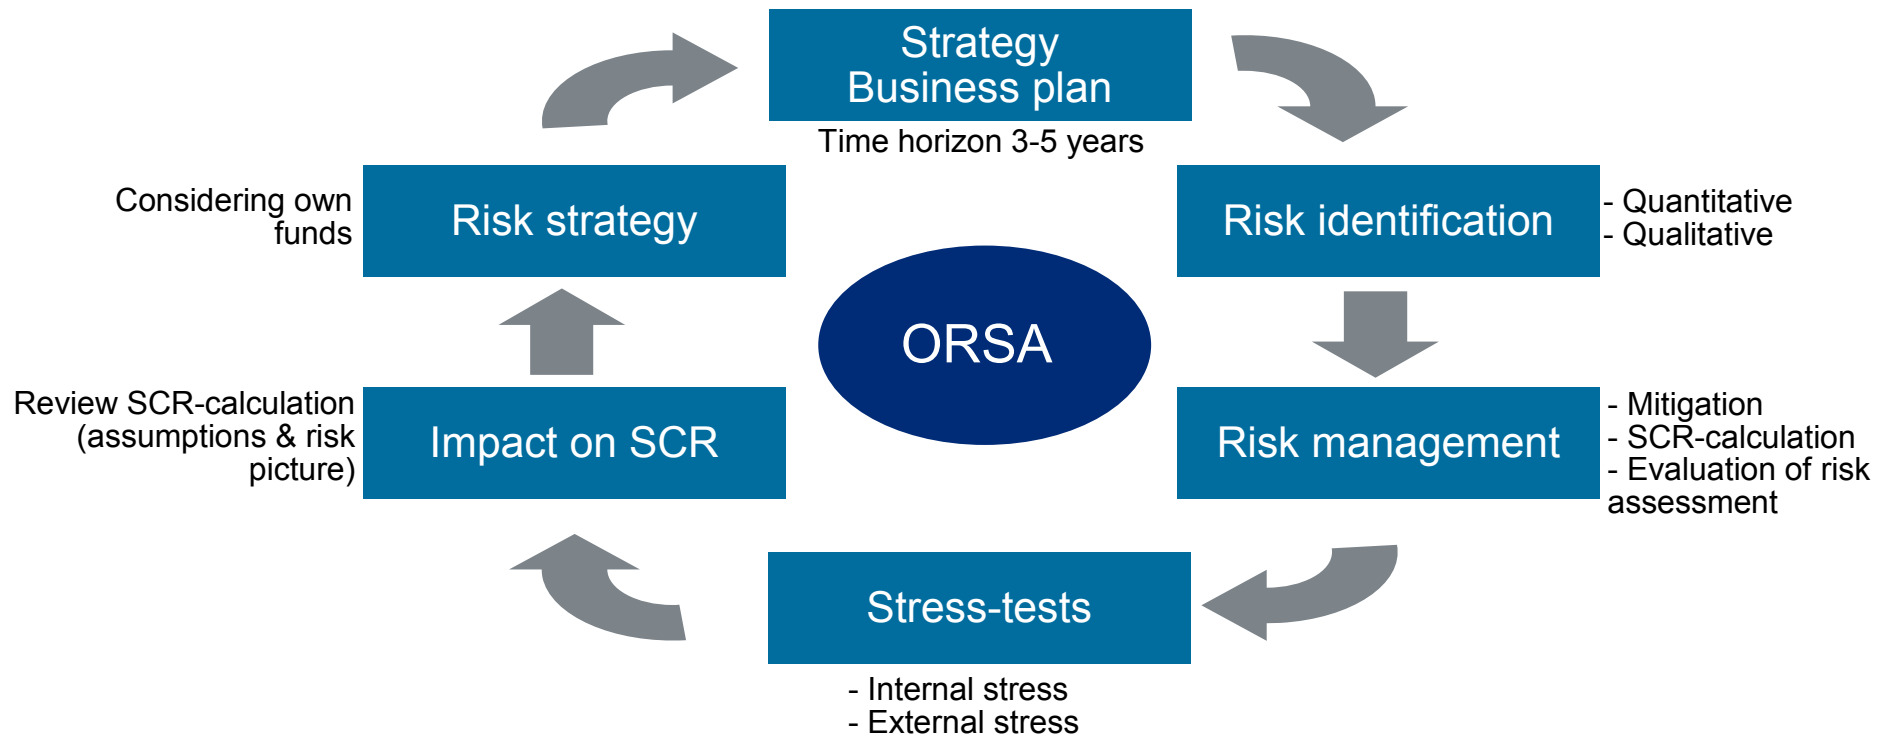 Strategy
Business plan
Time horizon 3-5 years
Considering own
funds
Risk strategy
Risk identification
- Quantitative
- Qualitative
ORSA
Review SCR-calculation
(assumptions & risk
picture)
Impact on SCR
Risk management
- Mitigation
- SCR-calculation
- Evaluation of risk
assessment
Stress-tests
- Internal stress
- External stress